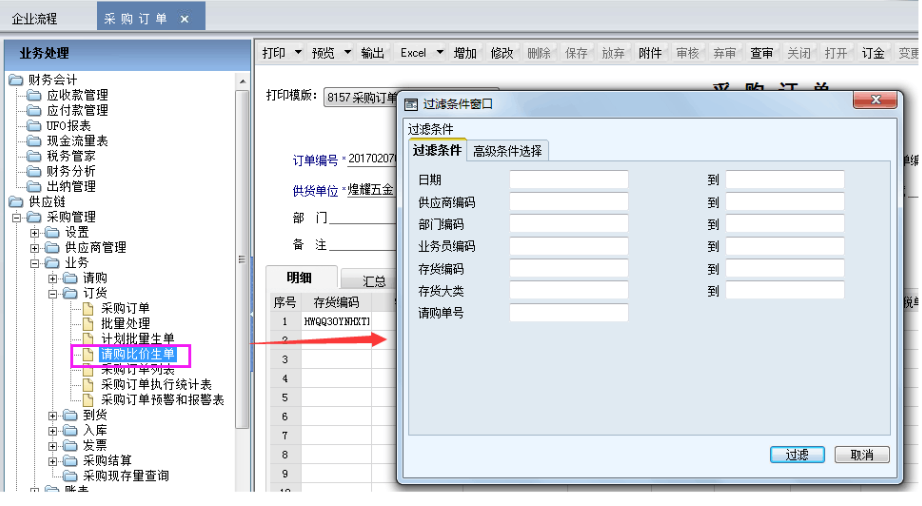 企业流程 采 购 订 单 ×
业务处理
打印 预览 输出 Excel 增加 修改 删除 保存 放弃 附件 审核 弃审 查审 关闭 打开 订金 变更
财务会计
应收款管理
应付款管理
UFO报表
现金流量表
税务管家
财务分析
出纳管理
供应链
采购管理
设置
供应商管理
业务
请购
订货
采购订单
批量处理
计划批量生单
请购比价生单
采购订单列表
采购订单执行统计表
采购订单预警和报警表
到货
入库
发票
采购结算
采购现存量查询
账表
采 购 订 单
打印模版： 8157 采购订单
订单编号 * 20170207
供货单位 * 煌耀五金
部 门
备 注
明细 汇总
序号 存货编码
1 HWQQ3OYNHXTI
2
3
4
5
6
7
8
9
10
过滤条件窗口
过滤条件
过滤条件 高级条件选择
日期 到
供应商编码 到
部门编码 到
业务员编码 到
存货编码 到
存货大类 到
请购单号
过滤 取消